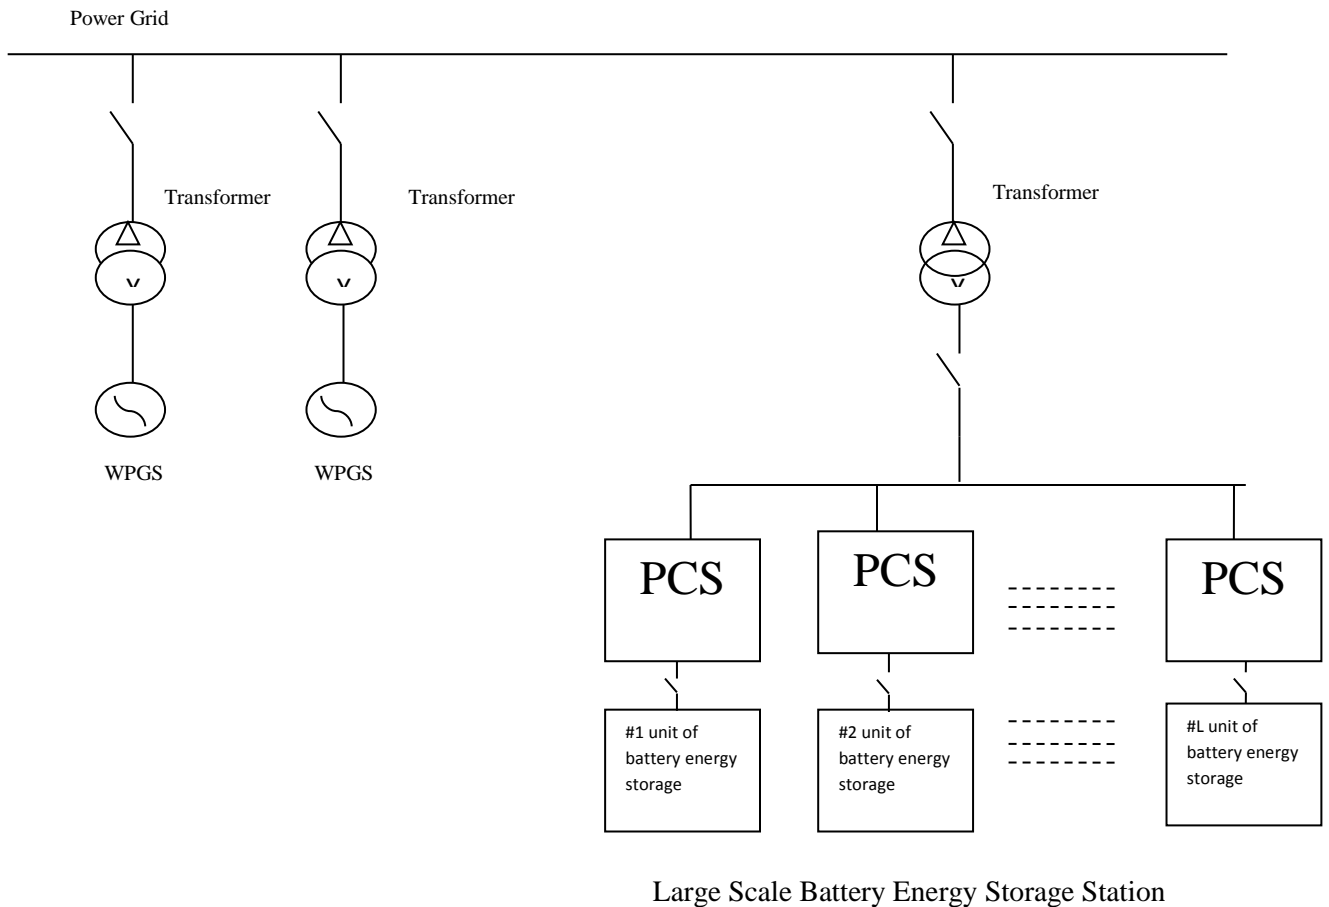 Power Grid
Transformer
Transformer
Transformer
Y
Y
Y
WPGS
WPGS
PCS
PCS
PCS
#1 unit of
battery energy
storage
#2 unit of
battery energy
storage
#L unit of
battery energy
storage
Large Scale Battery Energy Storage Station